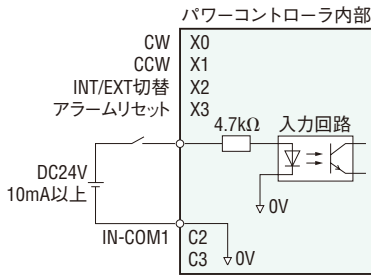 パワーコントローラ内部
CW X0
CCW X1
INT/EXT切替 X2
アラームリセット X3
4.7kΩ 入力回路
DC24V
10mA以上
0V
IN-COM1 C2
C3 0V